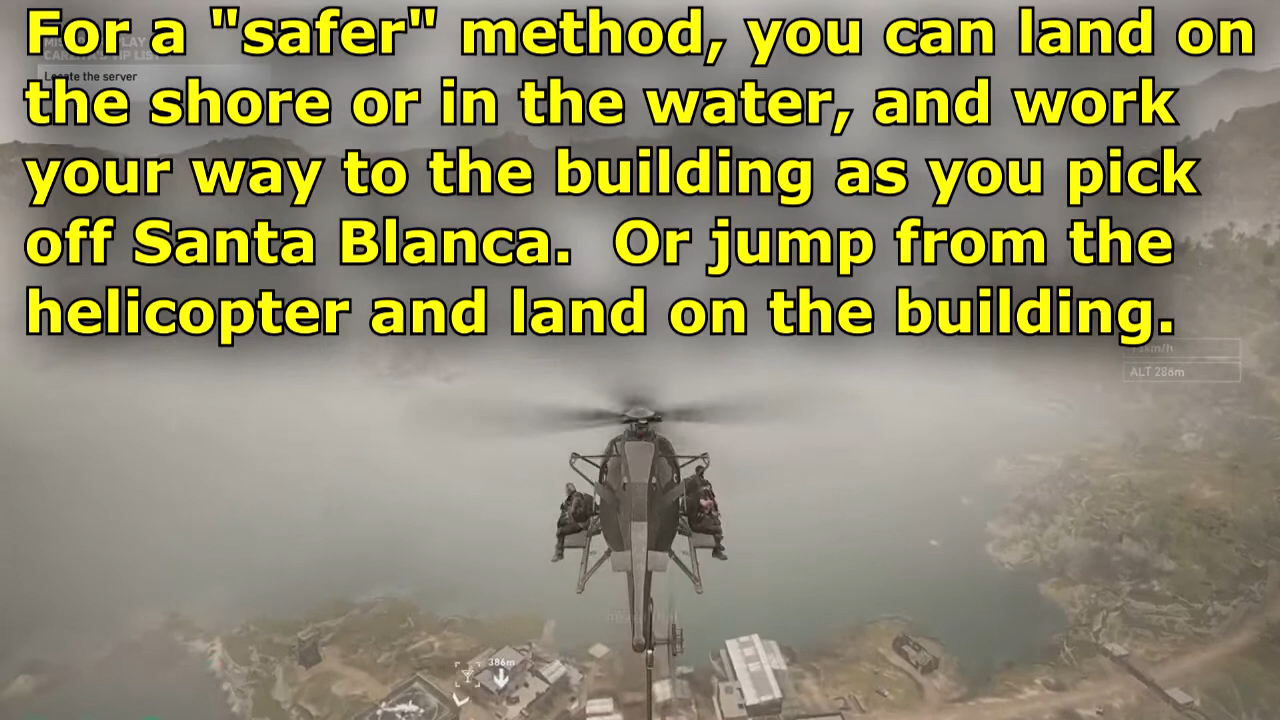 For a "safer" method, you can land on
the shore or in the water, and work
your way to the building as you pick
off Santa Blanca.  Or jump from the
helicopter and land on the building.
Locate the server
ALT 286m
386m